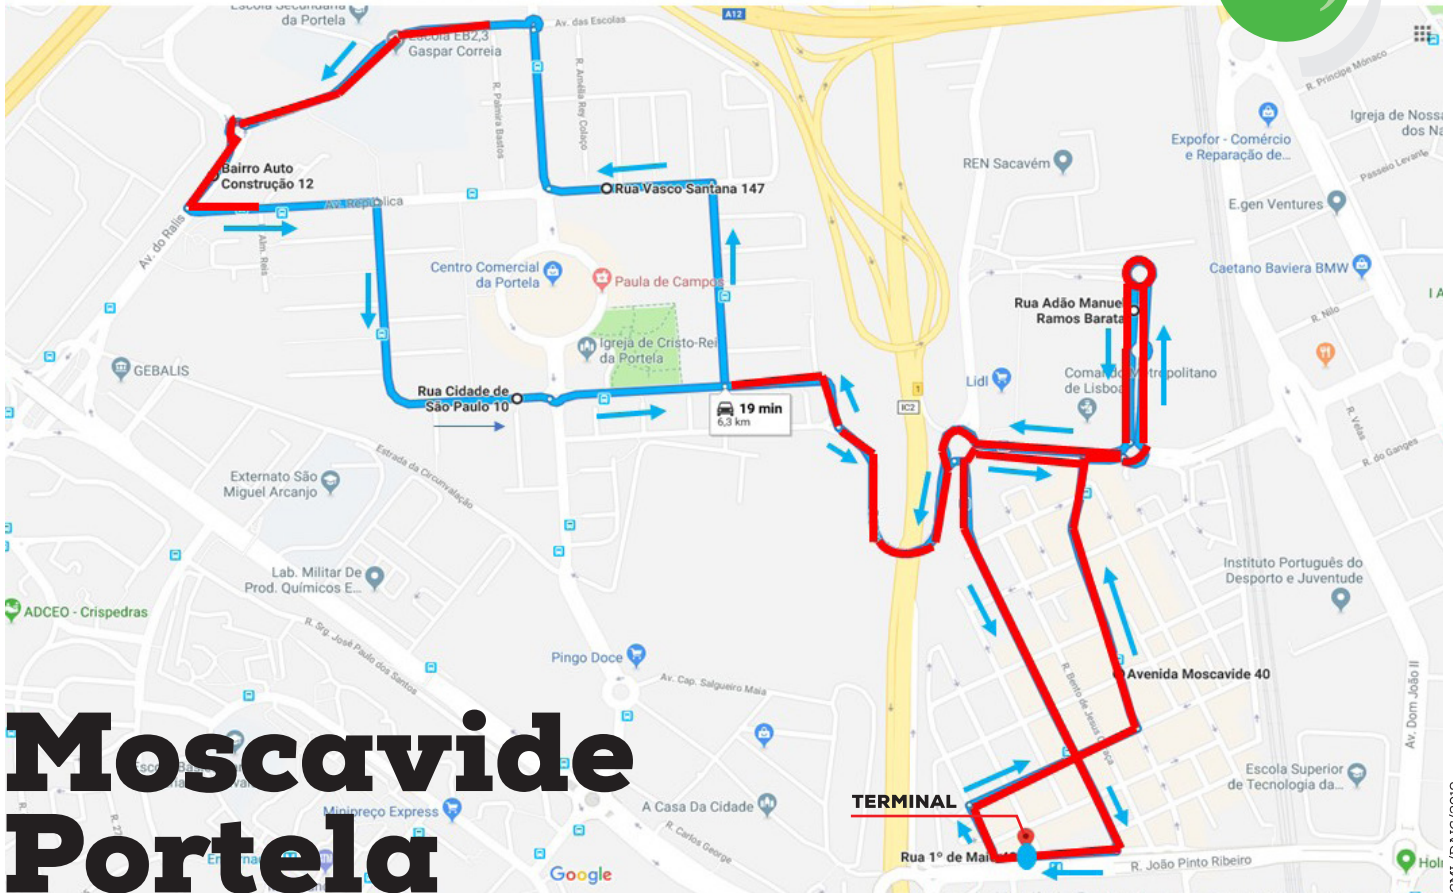 Escola Secundária
da Portela
Escola EB2,3
Gaspar Correia
Av. das Escolas
A12
R. Palmira Bastos
R. Amélia Rey Colaço
R. Príncipe Mónaco
Igreja de Nossa
dos Na
Passeio Levante
Expofor - Comércio
e Reparação de...
REN Sacavém
Bairro Auto
Construção 12
Rua Vasco Santana 147
Av. República
E.gen Ventures
Av. do Ralis
Alm. Reis
Centro Comercial
da Portela
Paula de Campos
Caetano Baviera BMW
I A
Rua Adão Manuel
Ramos Barata
R. Nilo
Igreja de Cristo-Rei
da Portela
GEBALIS
Comando Metropolitano
de Lisboa
Lidl
1
IC2
Rua Cidade de
São Paulo 10
19 min
6,3 km
R. Velas
R. do Ganges
Estrada da Circunvalação
Externato São
Miguel Arcanjo
Lab. Militar De
Prod. Químicos E...
Instituto Português do
Desporto e Juventude
ADCEO - Crispedras
R. Srg. José Paulo dos Santos
Pingo Doce
Av. Cap. Salgueiro Maia
R. Bento de Jesus Caraça
Avenida Moscavide 40
Av. Dom João II
Moscavide
Portela
Minipreço Express
A Casa Da Cidade
R. Carlos George
Escola Superior
de Tecnologia da...
TERMINAL
Rua 1º de Maio
R. João Pinto Ribeiro
Google